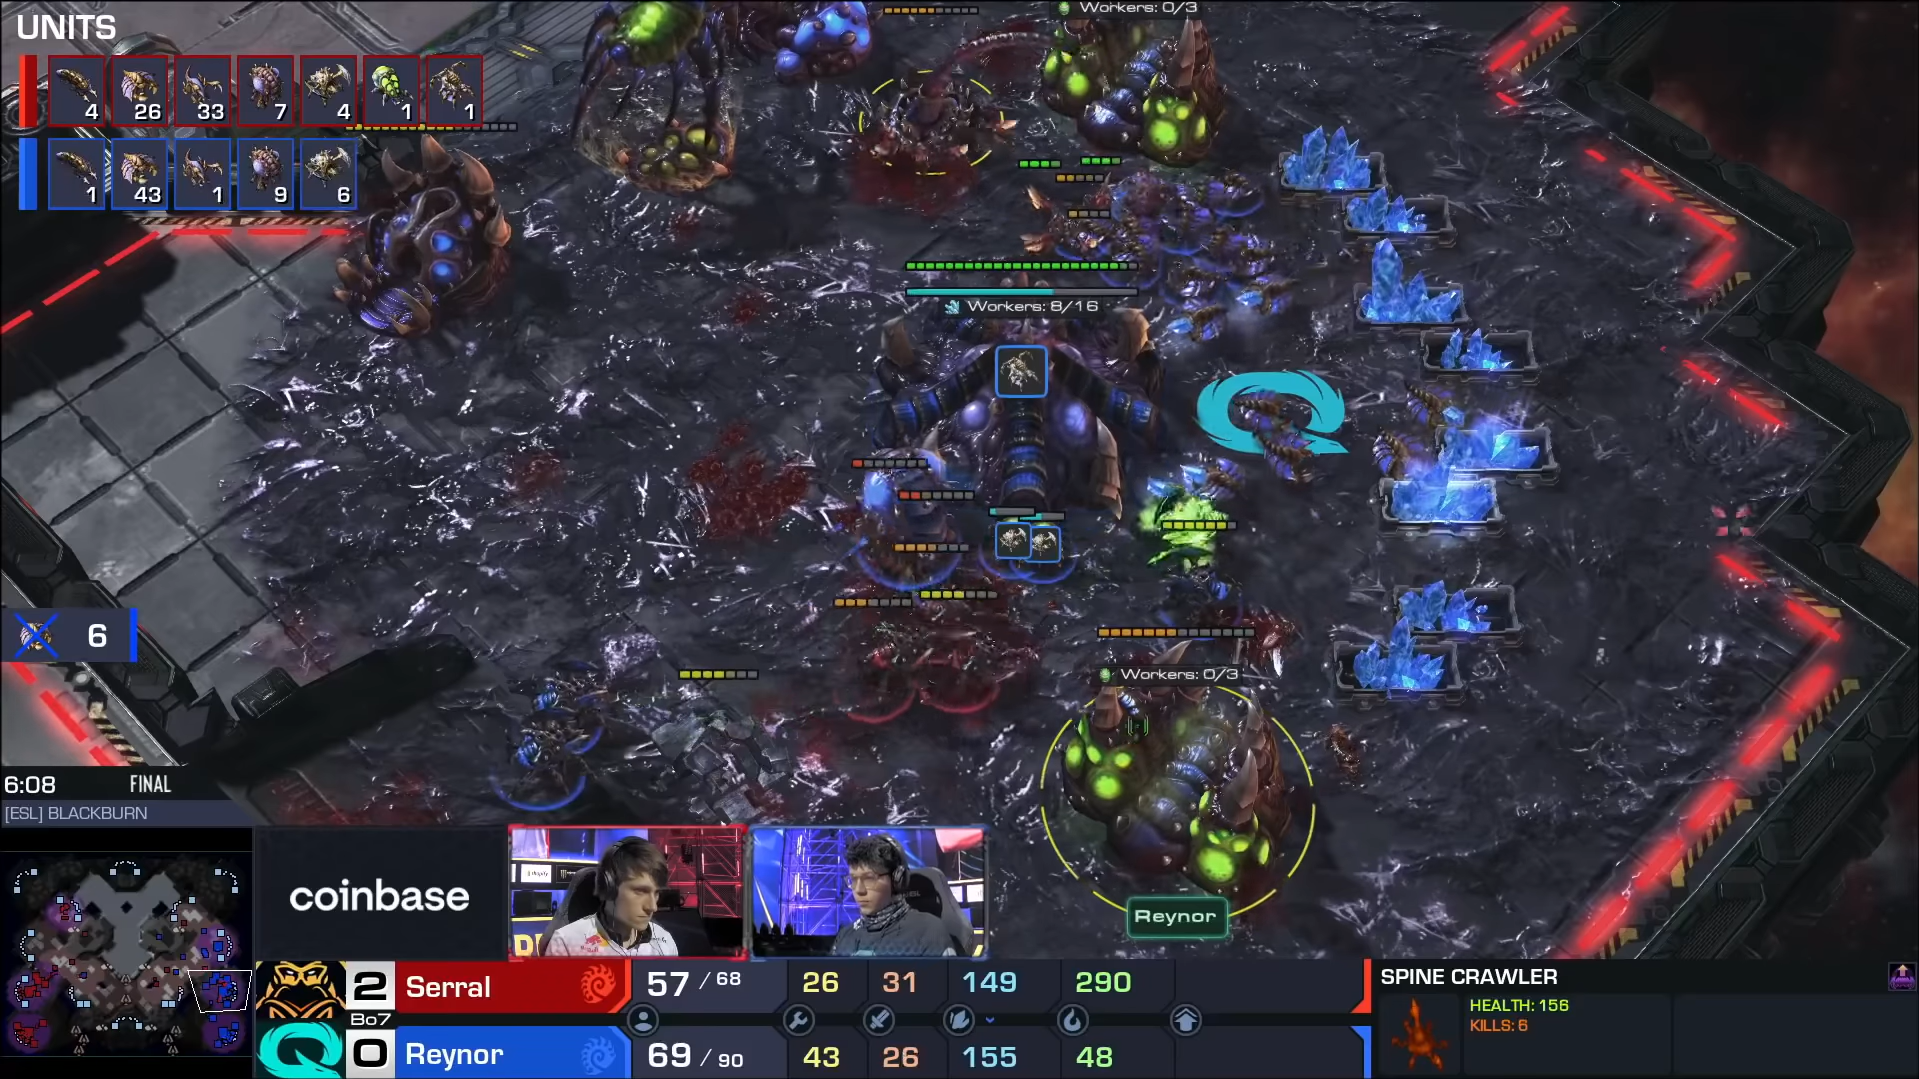 UNITS
4 26 33 7 4 1 1
1 43 1 9 6
Workers: 0/3
Workers: 8/16
6
Workers: 0/3
6:08 FINAL
[ESL] BLACKBURN
coinbase
Reynor
2 Serral 57 / 68 26 31 149 290
Bo7
0 Reynor 69 / 90 43 26 155 48
SPINE CRAWLER
HEALTH: 156
KILLS: 6